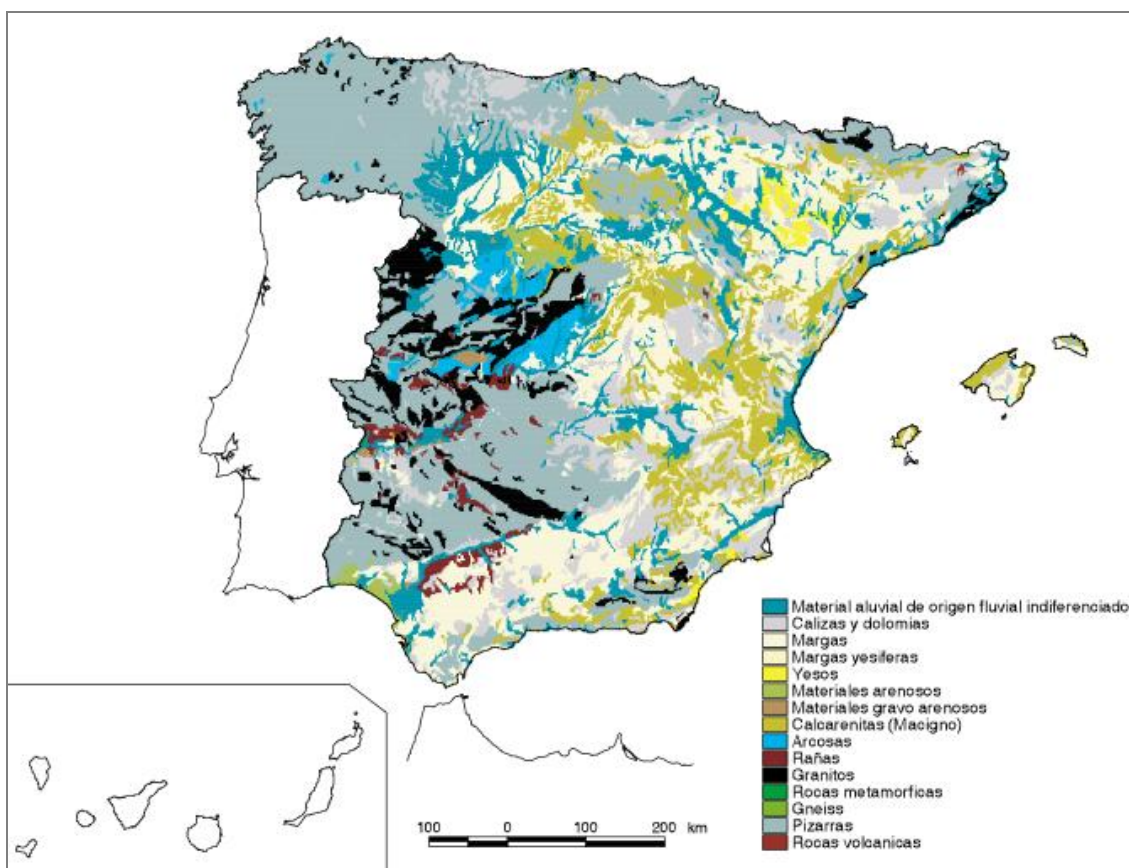 Material aluvial de origen fluvial indiferenciado
Calizas y dolomias
Margas
Margas yesiferas
Yesos
Materiales arenosos
Materiales gravo arenosos
Calcarenitas (Macigno)
Arcosas
Rañas
Granitos
Rocas metamorficas
Gneiss
Pizarras
Rocas volcanicas
100 0 100 200 km